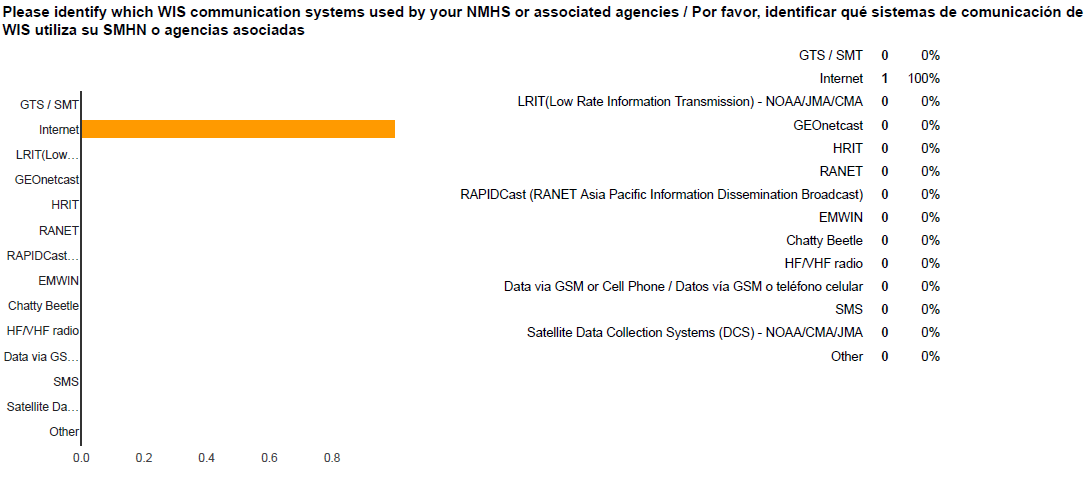 Please identify which WIS communication systems used by your NMHS or associated agencies / Por favor, identificar qué sistemas de comunicación de
WIS utiliza su SMHN o agencias asociadas
GTS / SMT 0 0%
Internet 1 100%
LRIT(Low Rate Information Transmission) - NOAA/JMA/CMA 0 0%
GEOnetcast 0 0%
HRIT 0 0%
RANET 0 0%
RAPIDCast (RANET Asia Pacific Information Dissemination Broadcast) 0 0%
EMWIN 0 0%
Chatty Beetle 0 0%
HF/VHF radio 0 0%
Data via GSM or Cell Phone / Datos vía GSM o teléfono celular 0 0%
SMS 0 0%
Satellite Data Collection Systems (DCS) - NOAA/CMA/JMA 0 0%
Other 0 0%
GTS / SMT
Internet
LRIT(Low…
GEOnetcast
HRIT
RANET
RAPIDCast…
EMWIN
Chatty Beetle
HF/VHF radio
Data via GS…
SMS
Satellite Da…
Other
0.0 0.2 0.4 0.6 0.8